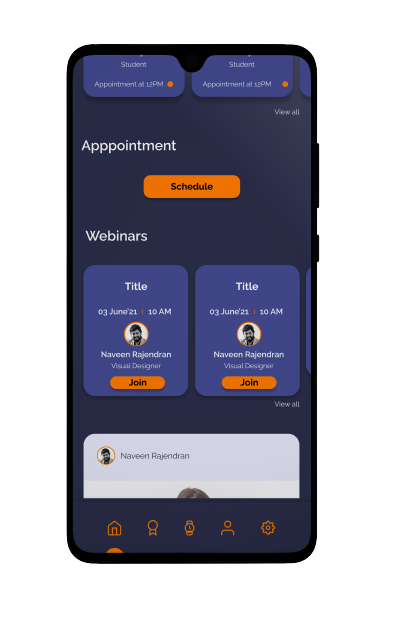 Student
Student
Appointment at 12PM
Appointment at 12PM
View all
Apppointment
Schedule
Webinars
Title
Title
03 June'21 | 10 AM
03 June'21 | 10 AM
Naveen Rajendran
Naveen Rajendran
Visual Designer
Visual Designer
Join
Join
View all
Naveen Rajendran